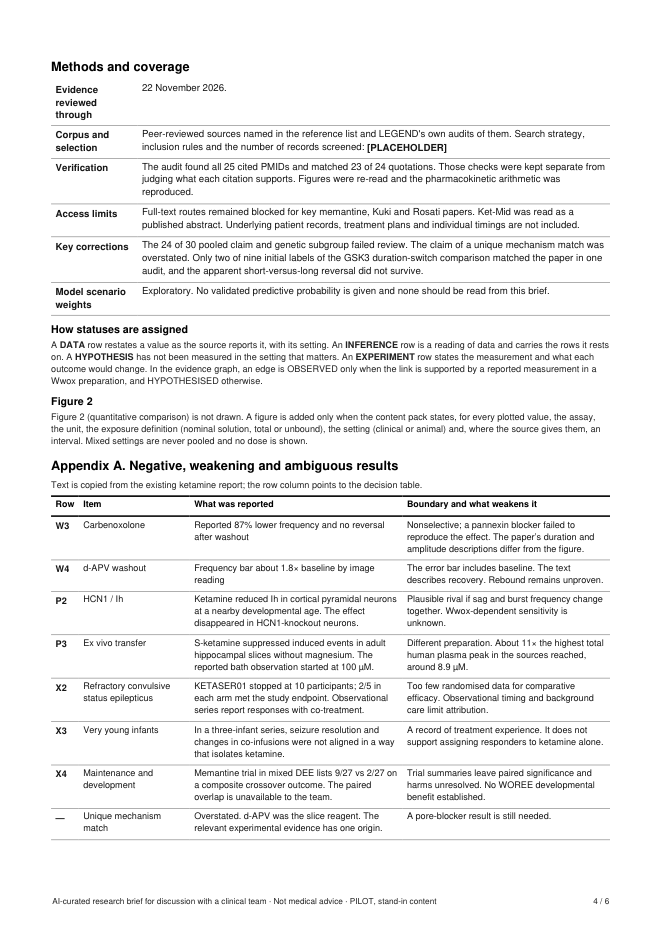 Methods and coverage
Evidence
reviewed
through
22 November 2026.
Corpus and
selection
Peer-reviewed sources named in the reference list and LEGEND's own audits of them. Search strategy,
inclusion rules and the number of records screened: [PLACEHOLDER]
Verification
The audit found all 25 cited PMIDs and matched 23 of 24 quotations. Those checks were kept separate from
judging what each citation supports. Figures were re-read and the pharmacokinetic arithmetic was
reproduced.
Access limits
Full-text routes remained blocked for key memantine, Kuki and Rosati papers. Ket-Mid was read as a
published abstract. Underlying patient records, treatment plans and individual timings are not included.
Key corrections
The 24 of 30 pooled claim and genetic subgroup failed review. The claim of a unique mechanism match was
overstated. Only two of nine initial labels of the GSK3 duration-switch comparison matched the paper in one
audit, and the apparent short-versus-long reversal did not survive.
Model scenario
weights
Exploratory. No validated predictive probability is given and none should be read from this brief.
How statuses are assigned
A DATA row restates a value as the source reports it, with its setting. An INFERENCE row is a reading of data and carries the rows it rests
on. A HYPOTHESIS has not been measured in the setting that matters. An EXPERIMENT row states the measurement and what each
outcome would change. In the evidence graph, an edge is OBSERVED only when the link is supported by a reported measurement in a
Wwox preparation, and HYPOTHESISED otherwise.
Figure 2
Figure 2 (quantitative comparison) is not drawn. A figure is added only when the content pack states, for every plotted value, the assay,
the unit, the exposure definition (nominal solution, total or unbound), the setting (clinical or animal) and, where the source gives them, an
interval. Mixed settings are never pooled and no dose is shown.
Appendix A. Negative, weakening and ambiguous results
Text is copied from the existing ketamine report; the row column points to the decision table.
Row Item What was reported Boundary and what weakens it
W3 Carbenoxolone
Reported 87% lower frequency and no reversal
after washout
Nonselective; a pannexin blocker failed to
reproduce the effect. The paper's duration and
amplitude descriptions differ from the figure.
W4 d-APV washout
Frequency bar about 1.8× baseline by image
reading
The error bar includes baseline. The text
describes recovery. Rebound remains unproven.
P2 HCN1 / Ih
Ketamine reduced Ih in cortical pyramidal neurons
at a nearby developmental age. The effect
disappeared in HCN1-knockout neurons.
Plausible rival if sag and burst frequency change
together. Wwox-dependent sensitivity is
unknown.
P3 Ex vivo transfer
S-ketamine suppressed induced events in adult
hippocampal slices without magnesium. The
reported bath observation started at 100 µM.
Different preparation. About 11× the highest total
human plasma peak in the sources reached,
around 8.9 µM.
X2 Refractory convulsive
status epilepticus
KETASER01 stopped at 10 participants; 2/5 in
each arm met the study endpoint. Observational
series report responses with co-treatment.
Too few randomised data for comparative
efficacy. Observational timing and background
care limit attribution.
X3 Very young infants
In a three-infant series, seizure resolution and
changes in co-infusions were not aligned in a way
that isolates ketamine.
A record of treatment experience. It does not
support assigning responders to ketamine alone.
X4 Maintenance and
development
Memantine trial in mixed DEE lists 9/27 vs 2/27 on
a composite crossover outcome. The paired
overlap is unavailable to the team.
Trial summaries leave paired significance and
harms unresolved. No WOREE developmental
benefit established.
— Unique mechanism
match
Overstated. d-APV was the slice reagent. The
relevant experimental evidence has one origin.
A pore-blocker result is still needed.
AI-curated research brief for discussion with a clinical team · Not medical advice · PILOT, stand-in content
4 / 6